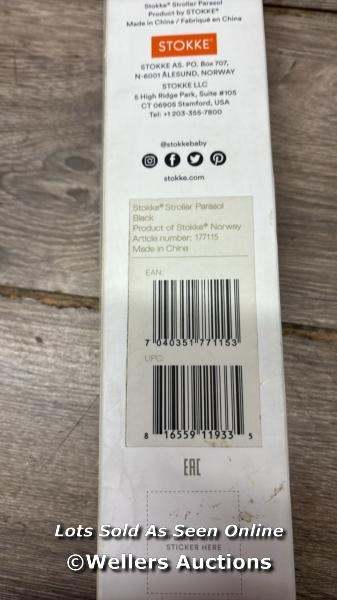 Stokke® Stroller Parasol
Product by STOKKE®
Made in China / Fabriqué en Chine
STOKKE®
STOKKE AS. PO. Box 707,
N-6001 ÅLESUND, NORWAY
STOKKE LLC
5 High Ridge Park, Suite #105
CT 06905 Stamford, USA
Tel: +1 203-355-7800
@stokkebaby
stokke.com
Stokke® Stroller Parasol
Black
Product of Stokke® Norway
Article number: 177115
Made in China
EAN:
7 040351 771153
UPC:
8 16559 11933 5
EAC
Lots Sold As Seen Online
STICKER HERE
©Wellers Auctions